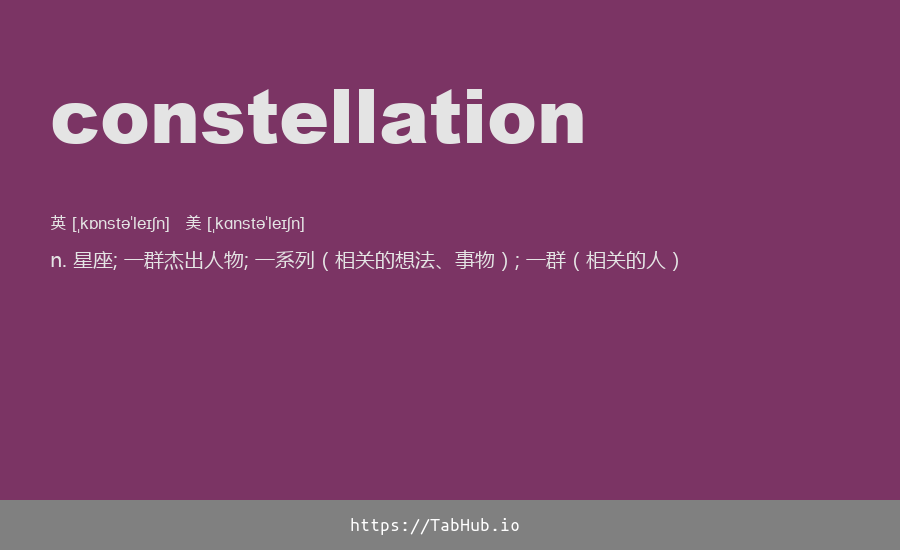 constellation
英 [ˌkɒnstəˈleɪʃn] 美 [ˌkɑnstəˈleɪʃn]
n. 星座; 一群杰出人物; 一系列（相关的想法、事物）; 一群（相关的人）
https://TabHub.io